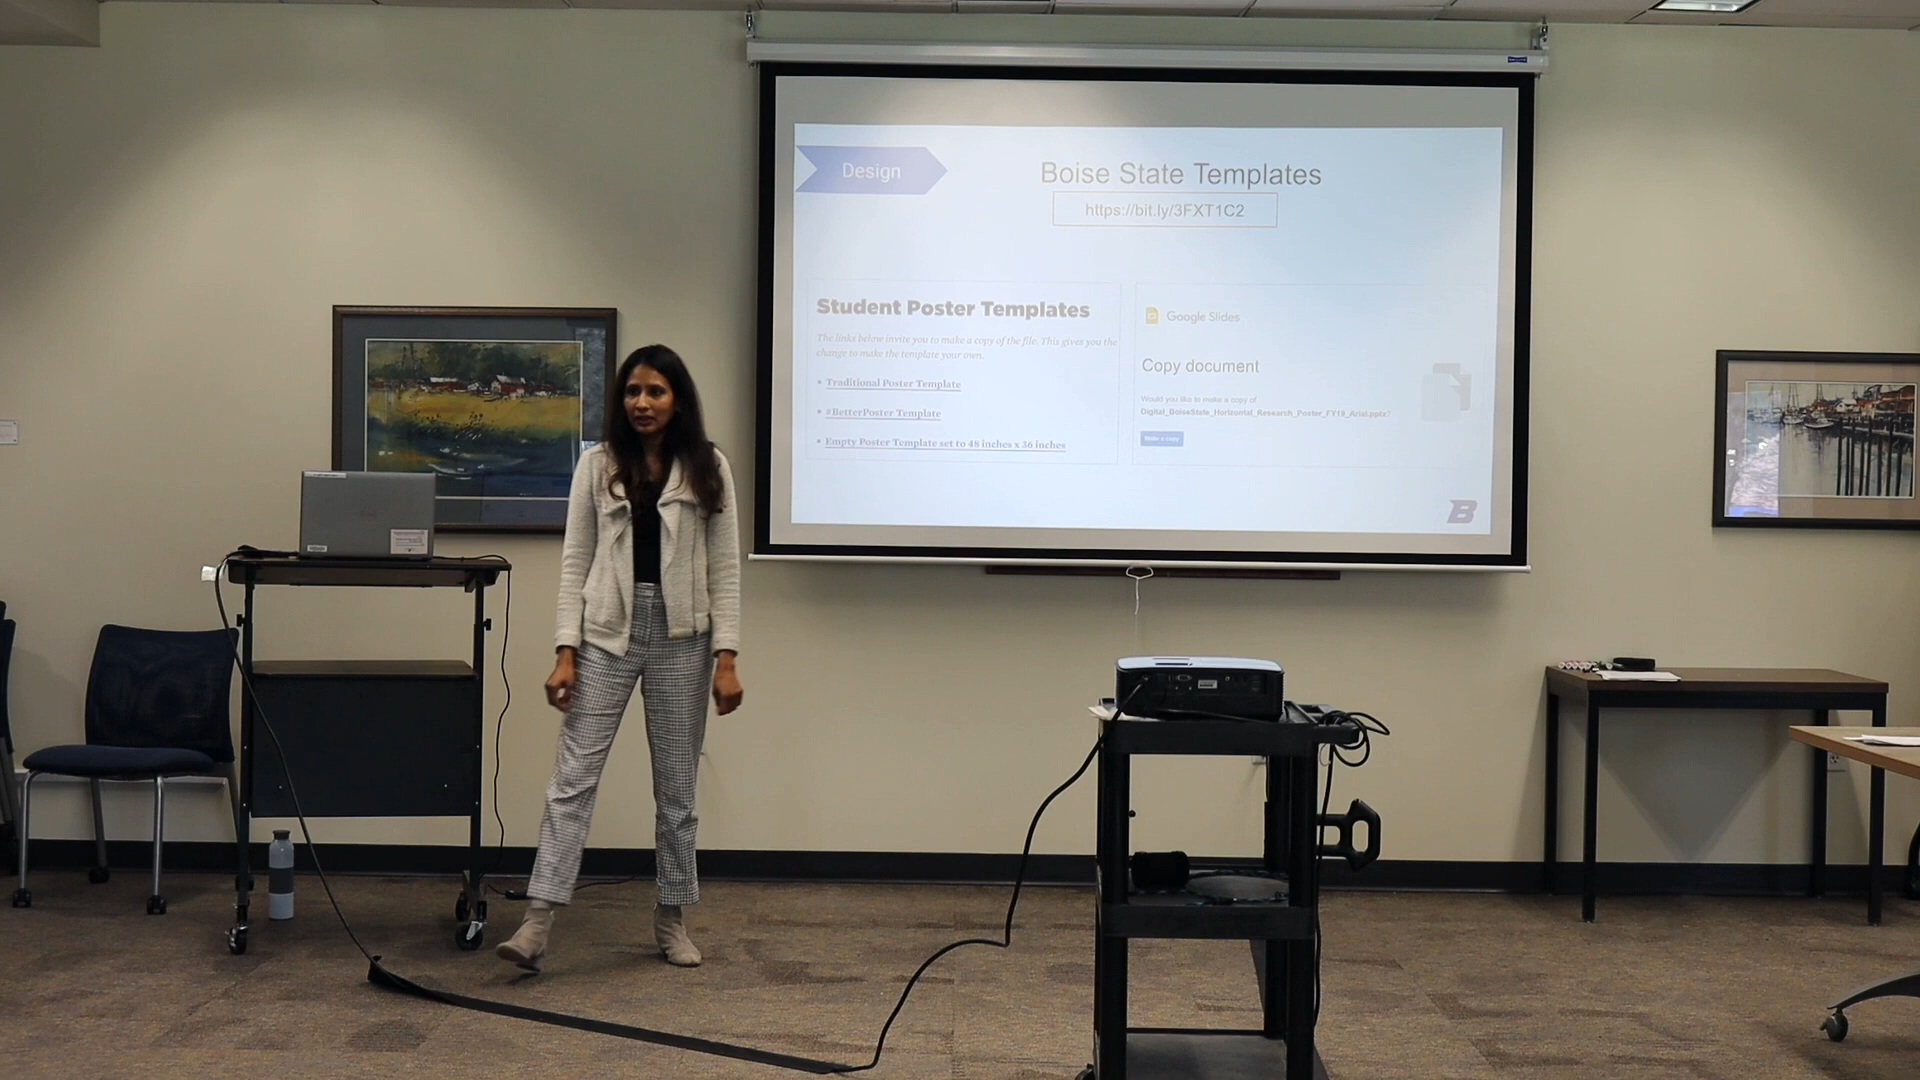 Design
Boise State Templates
https://bit.ly/3FXT1C2
Student Poster Templates
The links below invite you to make a copy of the file. This gives you the
change to make the template your own.
• Traditional Poster Template
• #BetterPoster Template
• Empty Poster Template set to 48 inches x 36 inches
Google Slides
Copy document
Would you like to make a copy of
Digital_BoiseState_Horizontal_Research_Poster_FY19_Arial.pptx?
Make a copy
B